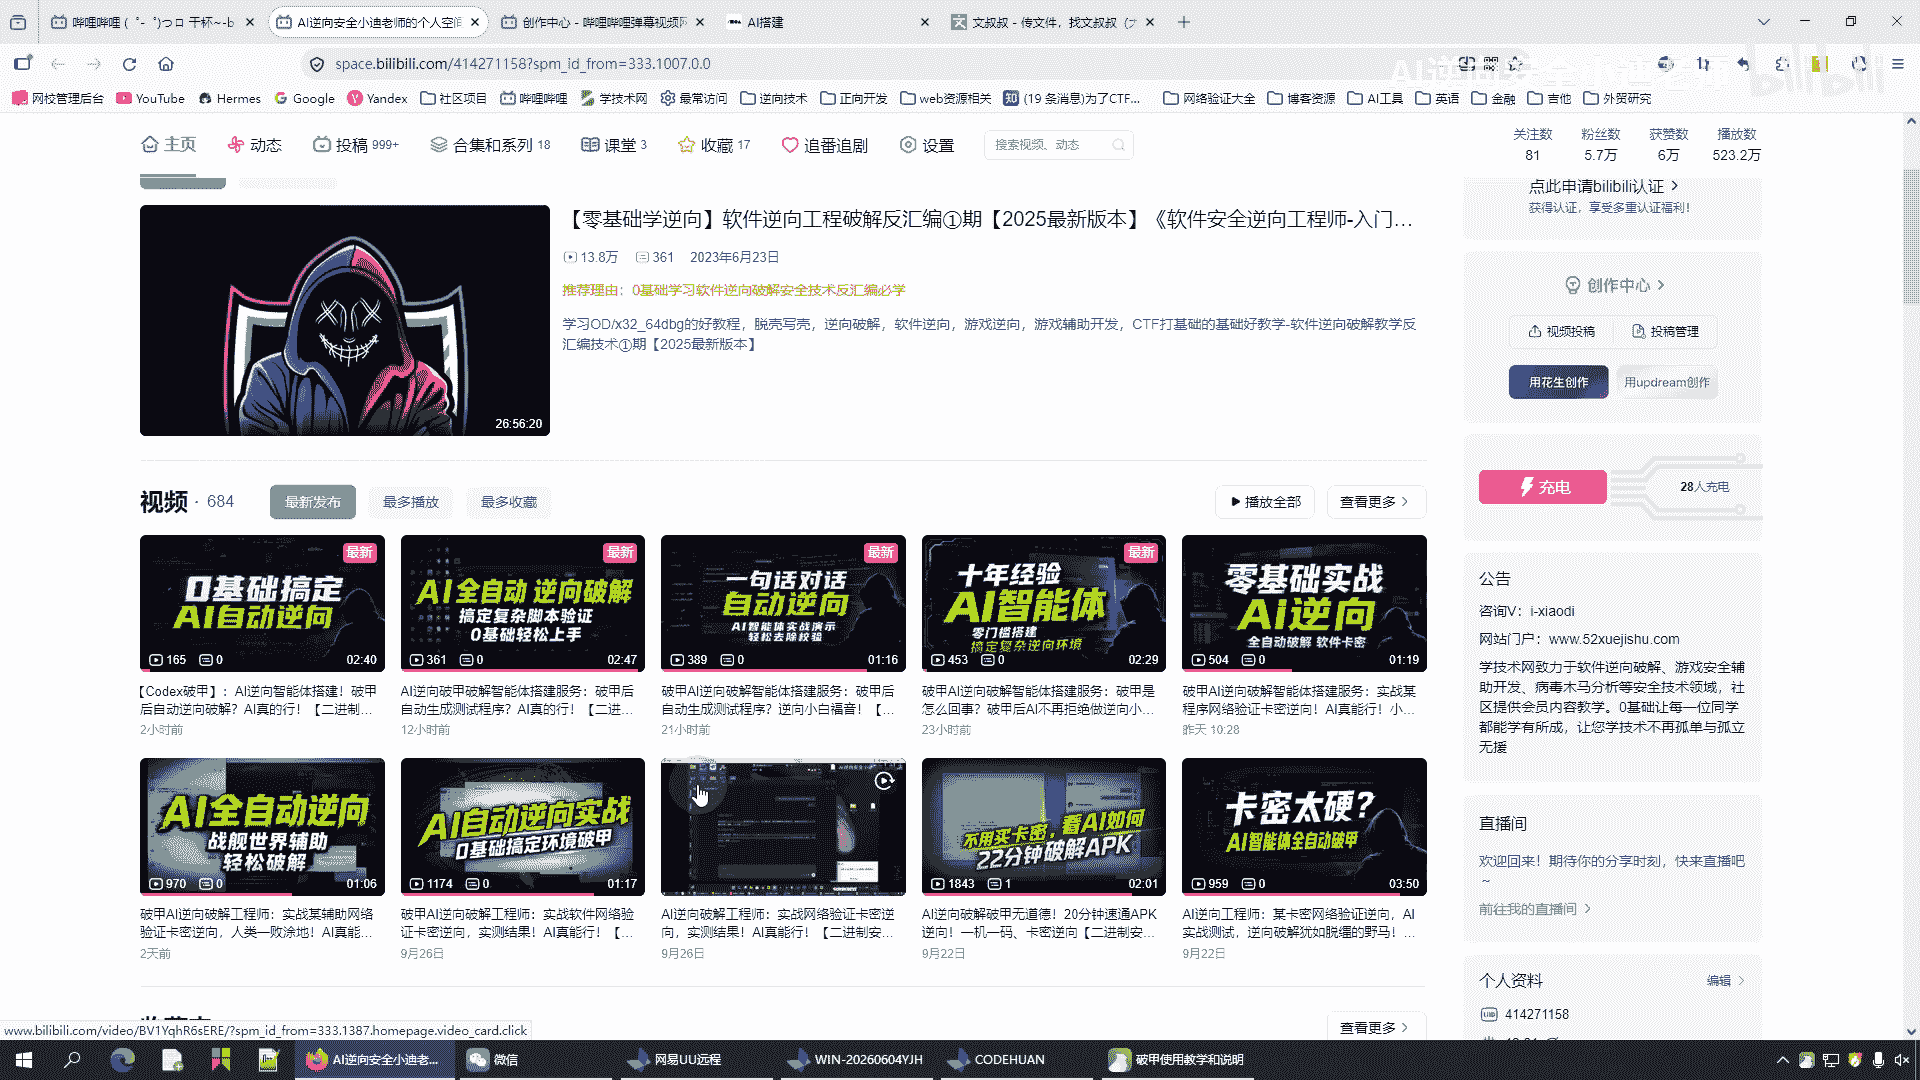 哔哩哔哩 ( ゜- ゜)つロ 干杯~-b
AI逆向安全小迪老师的个人空间
创作中心 - 哔哩哔哩弹幕视频网
AI搭建
文叔叔 - 传文件，找文叔叔
space.bilibili.com/414271158?spm_id_from=333.1007.0.0
bilibili
网校管理后台
YouTube
Hermes
Google
Yandex
社区项目
哔哩哔哩
学技术网
最常访问
逆向技术
正向开发
web资源相关
(19 条消息)为了CTF...
网络验证大全
博客资源
AI工具
英语
金融
吉他
外贸研究
主页
动态
投稿 999+
合集和系列 18
课堂 3
收藏 17
追番追剧
设置
搜索视频、动态
关注数 粉丝数 获赞数 播放数
81 5.7万 6万 523.2万
【零基础学逆向】软件逆向工程破解反汇编①期【2025最新版本】《软件安全逆向工程师-入门...
13.8万 361 2023年6月23日
推荐理由：0基础学习软件逆向破解安全技术反汇编必学
学习OD/x32_64dbg的好教程，脱壳写壳，逆向破解，软件逆向，游戏逆向，游戏辅助开发，CTF打基础的基础好教学-软件逆向破解教学反
汇编技术①期【2025最新版本】
26:56:20
点此申请bilibili认证
获得认证，享受多重认证福利！
创作中心
视频投稿
投稿管理
用花生创作
用updream创作
充电
28人充电
视频 · 684
最新发布
最多播放
最多收藏
播放全部
查看更多
最新
0基础搞定
AI自动逆向
165 0 02:40
【Codex破甲】：AI逆向智能体搭建！破甲
后自动逆向破解？AI真的行！【二进制...
2小时前
最新
AI全自动 逆向破解
搞定复杂脚本验证
0基础轻松上手
361 0 02:47
破甲AI逆向破解智能体搭建服务：破甲后
自动生成测试程序？AI真的行！【二进...
12小时前
最新
一句话对话
自动逆向
AI智能体实战演示
轻松去除校验
389 0 01:16
破甲AI逆向破解智能体搭建服务：破甲后
自动生成测试程序？逆向小白福音！【...
21小时前
最新
十年经验
AI智能体
零门槛搭建
搞定复杂逆向环境
453 0 02:29
破甲AI逆向破解智能体搭建服务：破甲是
怎么回事？破甲后AI不再拒绝做逆向小...
23小时前
零基础实战
Ai逆向
全自动破解 软件卡密
504 0 01:19
破甲AI逆向破解智能体搭建服务：实战某
程序网络验证卡密逆向！AI真能行！小...
昨天 10:28
AI全自动逆向
战舰世界辅助
轻松破解
970 0 01:06
破甲AI逆向破解工程师：实战某辅助网络
验证卡密逆向，人类一败涂地！AI真能...
2天前
AI自动逆向实战
0基础搞定环境破甲
1174 0 01:17
破甲AI逆向破解工程师：实战软件网络验
证卡密逆向，实测结果！AI真能行！【...
9月26日
AI逆向破解工程师：实战网络验证卡密逆
向，实测结果！AI真能行！【二进制安...
9月26日
不用买卡密，看AI如何
22分钟破解APK
1843 1 02:01
AI逆向破解破甲无道德！20分钟速通APK
逆向！一机一码、卡密逆向【二进制安...
9月22日
卡密太硬？
AI智能体全自动破甲
959 0 03:50
AI逆向工程师：某卡密网络验证逆向，AI
实战测试，逆向破解犹如脱缰的野马！...
9月22日
查看更多
公告
咨询V：i-xiaodi
网站门户：www.52xuejishu.com
学技术网致力于软件逆向破解、游戏安全辅
助开发、病毒木马分析等安全技术领域，社
区提供会员内容教学。0基础让每一位同学
都能学有所成，让您学技术不再孤单与孤立
无援
直播间
欢迎回来！期待你的分享时刻，快来直播吧
~
前往我的直播间
个人资料
编辑
414271158
www.bilibili.com/video/BV1YqhR6sERE/?spm_id_from=333.1387.homepage.video_card.click
AI逆向安全小迪老...
微信
网易UU远程
WIN-20260604YJH
CODEHUAN
破甲使用教学和说明